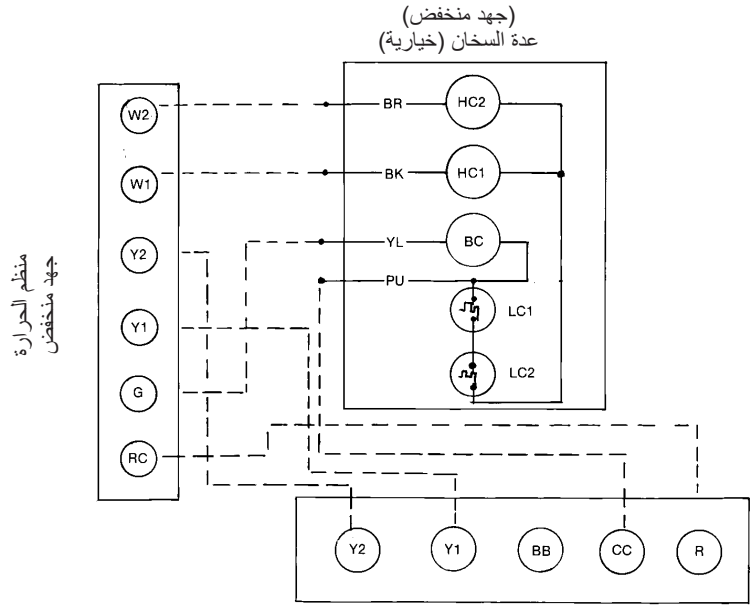 (جهد منخفض)
عدة السخان (خيارية)
W2
BR
HC2
W1
BK
HC1
Y2
YL
BC
PU
منظم الحرارة
جهد منخفض
Y1
LC1
G
LC2
RC
Y2
Y1
BB
CC
R